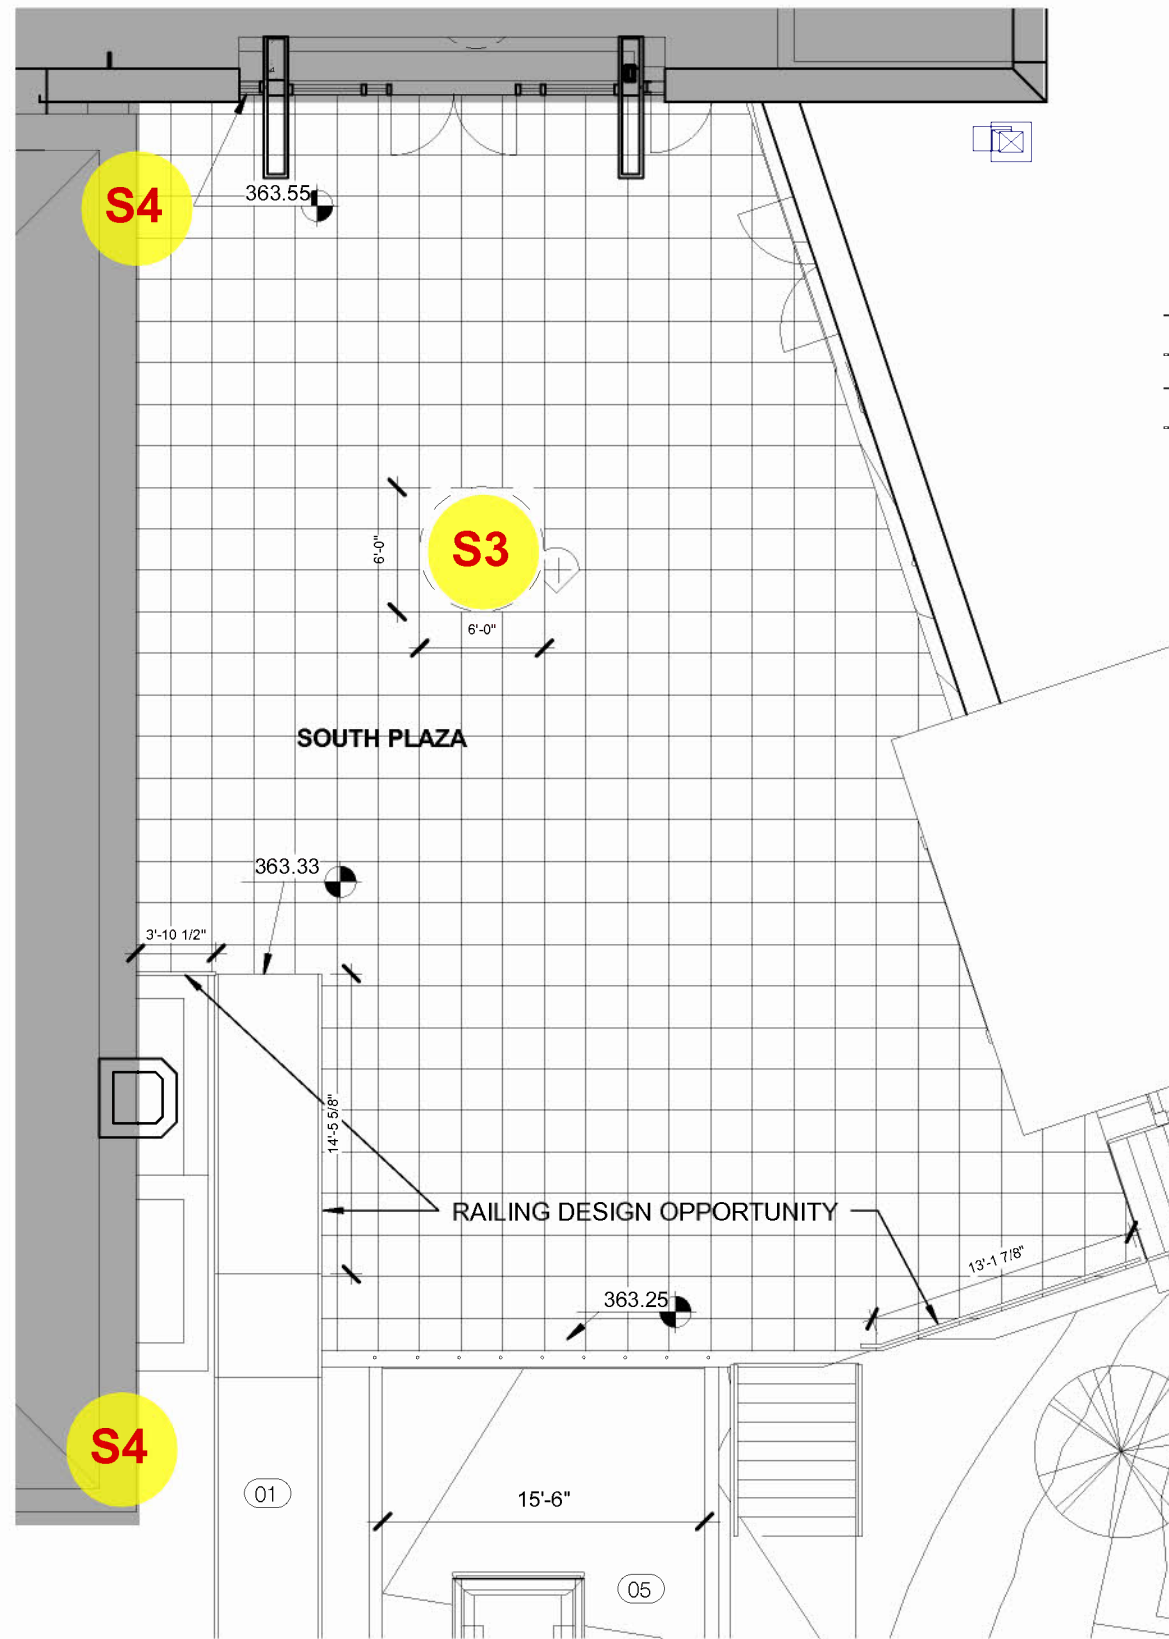 S4
363.55
6'-0"
S3
6'-0"
SOUTH PLAZA
363.33
3'-10 1/2"
14'-5 5/8"
RAILING DESIGN OPPORTUNITY
13'-1 7/8"
363.25
S4
01
15'-6"
05